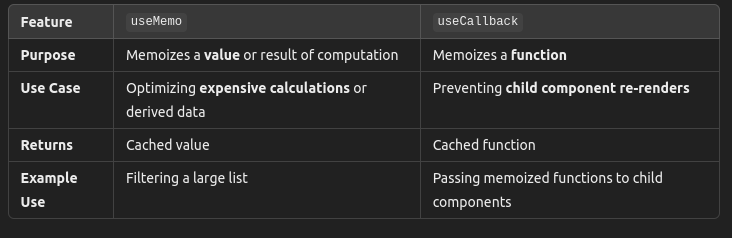 Feature useMemo useCallback
Purpose Memoizes a value or result of computation Memoizes a function
Use Case Optimizing expensive calculations or derived data Preventing child component re-renders
Returns Cached value Cached function
Example Use Filtering a large list Passing memoized functions to child components